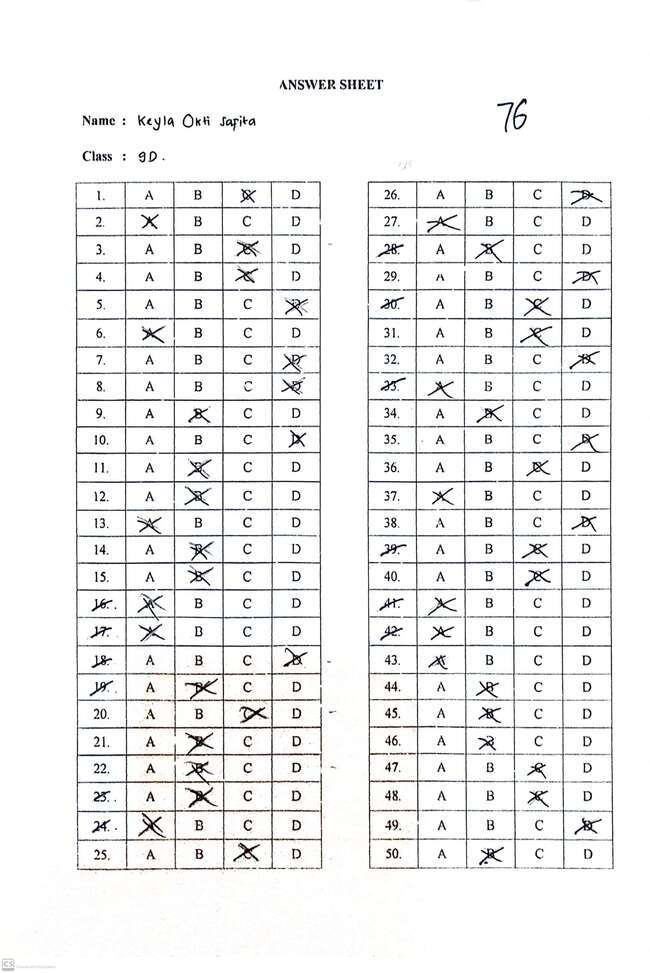 ANSWER SHEET
Name : Keyla Okti Safita
76
Class : 9D.
1. A B C D
2. A B C D
3. A B C D
4. A B C D
5. A B C D
6. A B C D
7. A B C D
8. A B C D
9. A B C D
10. A B C D
11. A B C D
12. A B C D
13. A B C D
14. A B C D
15. A B C D
16. A B C D
17. A B C D
18. A B C D
19. A B C D
20. A B C D
21. A B C D
22. A B C D
23. A B C D
24. A B C D
25. A B C D
26. A B C D
27. A B C D
28. A B C D
29. A B C D
30. A B C D
31. A B C D
32. A B C D
33. A B C D
34. A B C D
35. A B C D
36. A B C D
37. A B C D
38. A B C D
39. A B C D
40. A B C D
41. A B C D
42. A B C D
43. A B C D
44. A B C D
45. A B C D
46. A B C D
47. A B C D
48. A B C D
49. A B C D
50. A B C D
CS